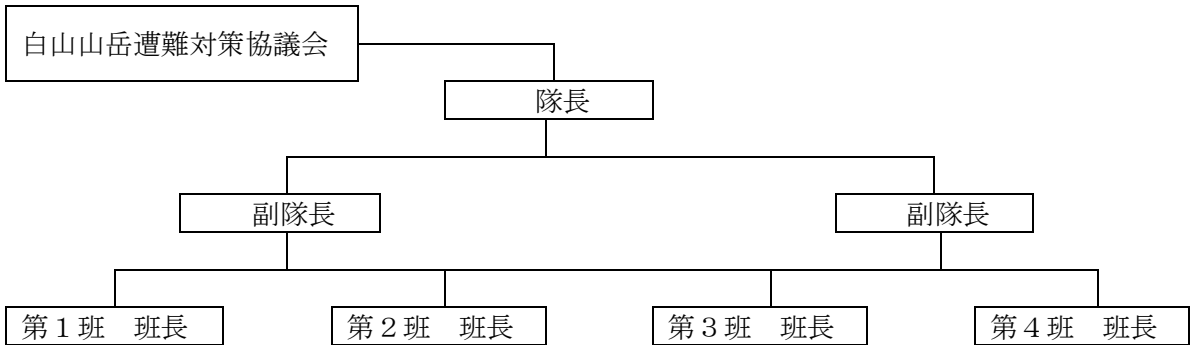 白山山岳遭難対策協議会
隊長
副隊長
副隊長
第１班　班長
第２班　班長
第３班　班長
第４班　班長